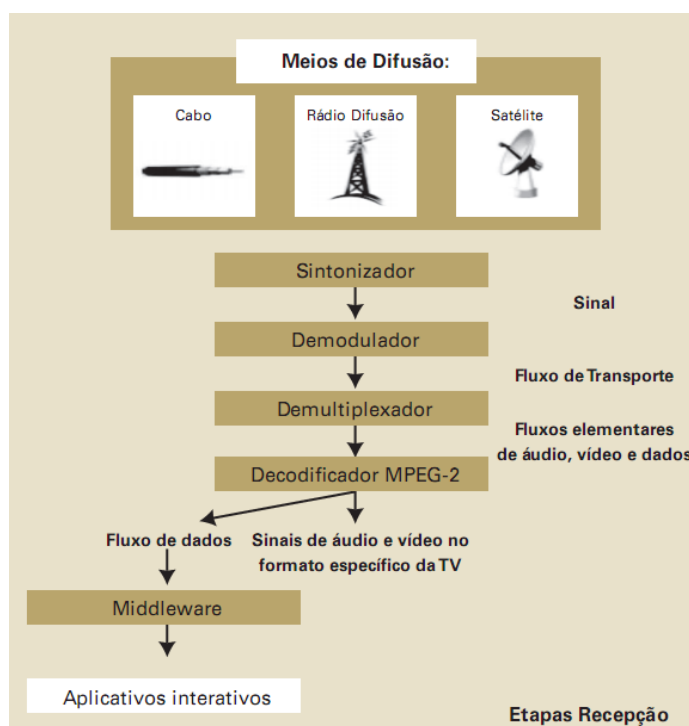 Meios de Difusão:
Cabo
Rádio Difusão
Satélite
Sintonizador
Sinal
Demodulador
Fluxo de Transporte
Demultiplexador
Fluxos elementares
de áudio, vídeo e dados
Decodificador MPEG-2
Fluxo de dados
Sinais de áudio e vídeo no
formato específico da TV
Middleware
Aplicativos interativos
Etapas Recepção